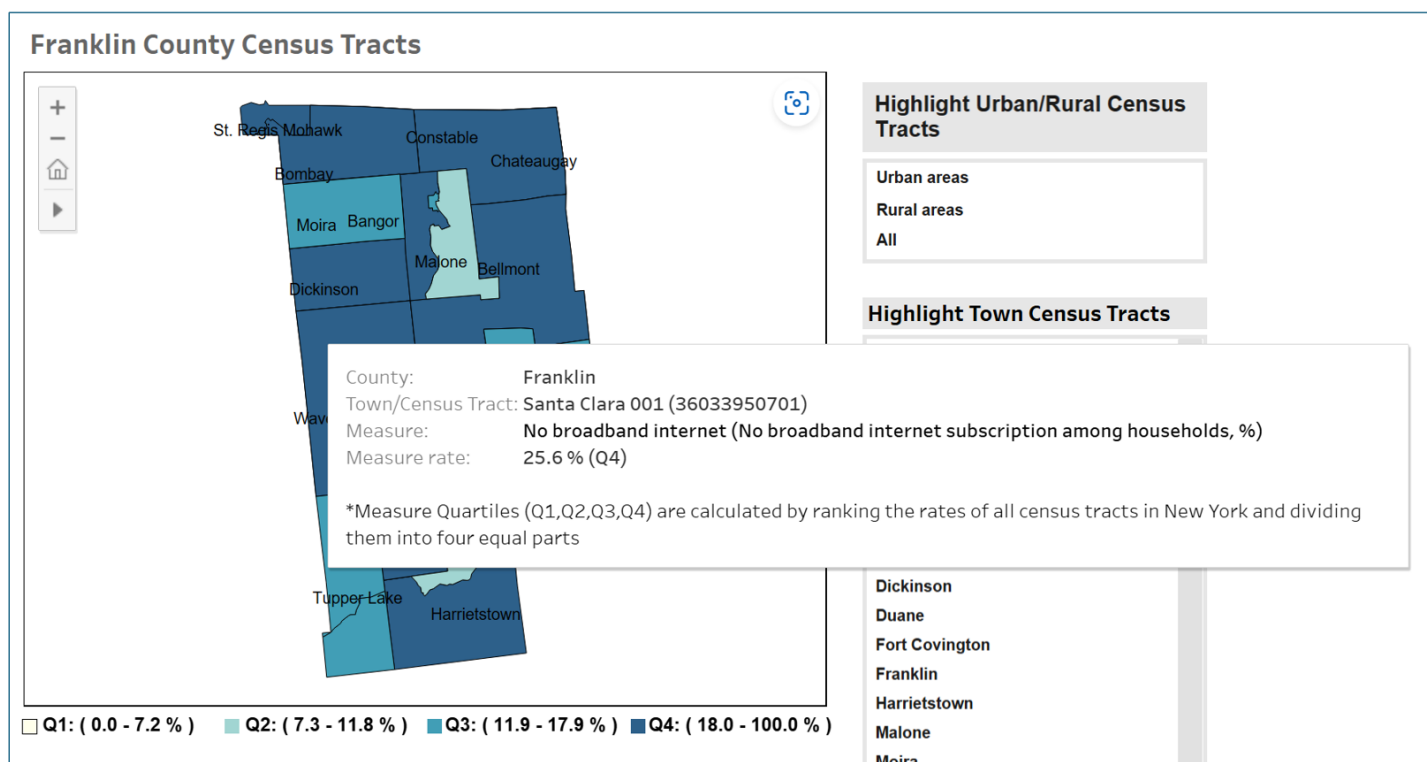 Franklin County Census Tracts
+
−
St. Regis Mohawk
Constable
Chateaugay
Bombay
Moira
Bangor
Malone
Bellmont
Dickinson
Tupper Lake
Harrietstown
County: Franklin
Town/Census Tract: Santa Clara 001 (36033950701)
Measure: No broadband internet (No broadband internet subscription among households, %)
Measure rate: 25.6 % (Q4)
*Measure Quartiles (Q1,Q2,Q3,Q4) are calculated by ranking the rates of all census tracts in New York and dividing
them into four equal parts
Q1: ( 0.0 - 7.2 % ) Q2: ( 7.3 - 11.8 % ) Q3: ( 11.9 - 17.9 % ) Q4: ( 18.0 - 100.0 % )
Highlight Urban/Rural Census
Tracts
Urban areas
Rural areas
All
Highlight Town Census Tracts
Dickinson
Duane
Fort Covington
Franklin
Harrietstown
Malone
Moira